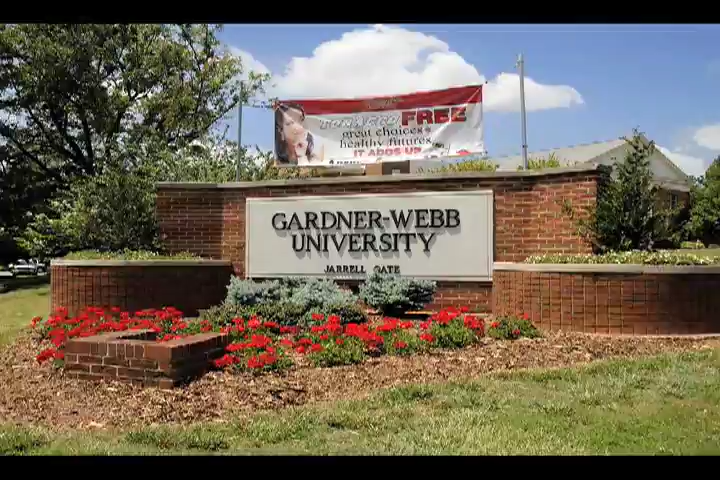 FREE
great choices
healthy futures
IT ADDS UP
GARDNER-WEBB
UNIVERSITY
JARRELL GATE